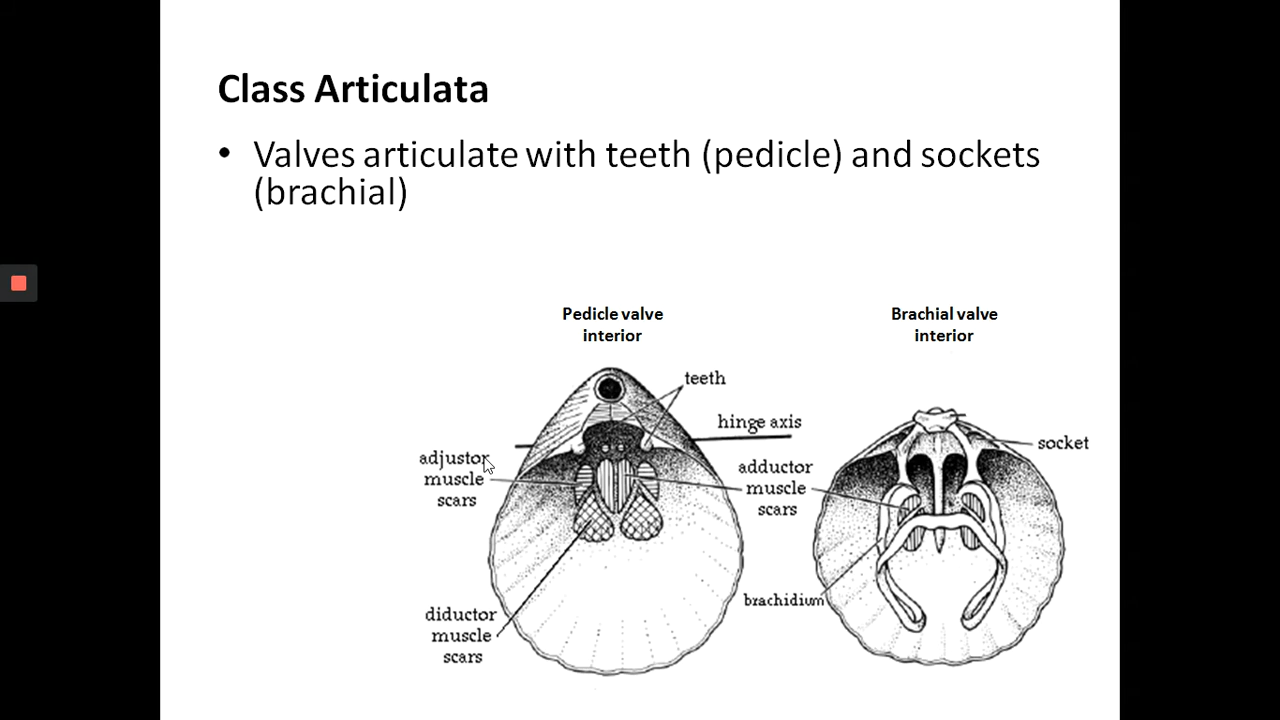 Class Articulata
• Valves articulate with teeth (pedicle) and sockets
(brachial)
Pedicle valve
interior
Brachial valve
interior
teeth
hinge axis
socket
adjustor
muscle
scars
adductor
muscle
scars
brachidium
diductor
muscle
scars